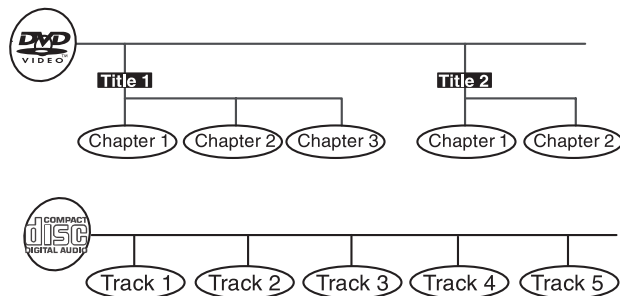 DVD
VIDEO™
Title 1 Title 2
Chapter 1 Chapter 2 Chapter 3 Chapter 1 Chapter 2
COMPACT
disc
DIGITAL AUDIO
Track 1 Track 2 Track 3 Track 4 Track 5